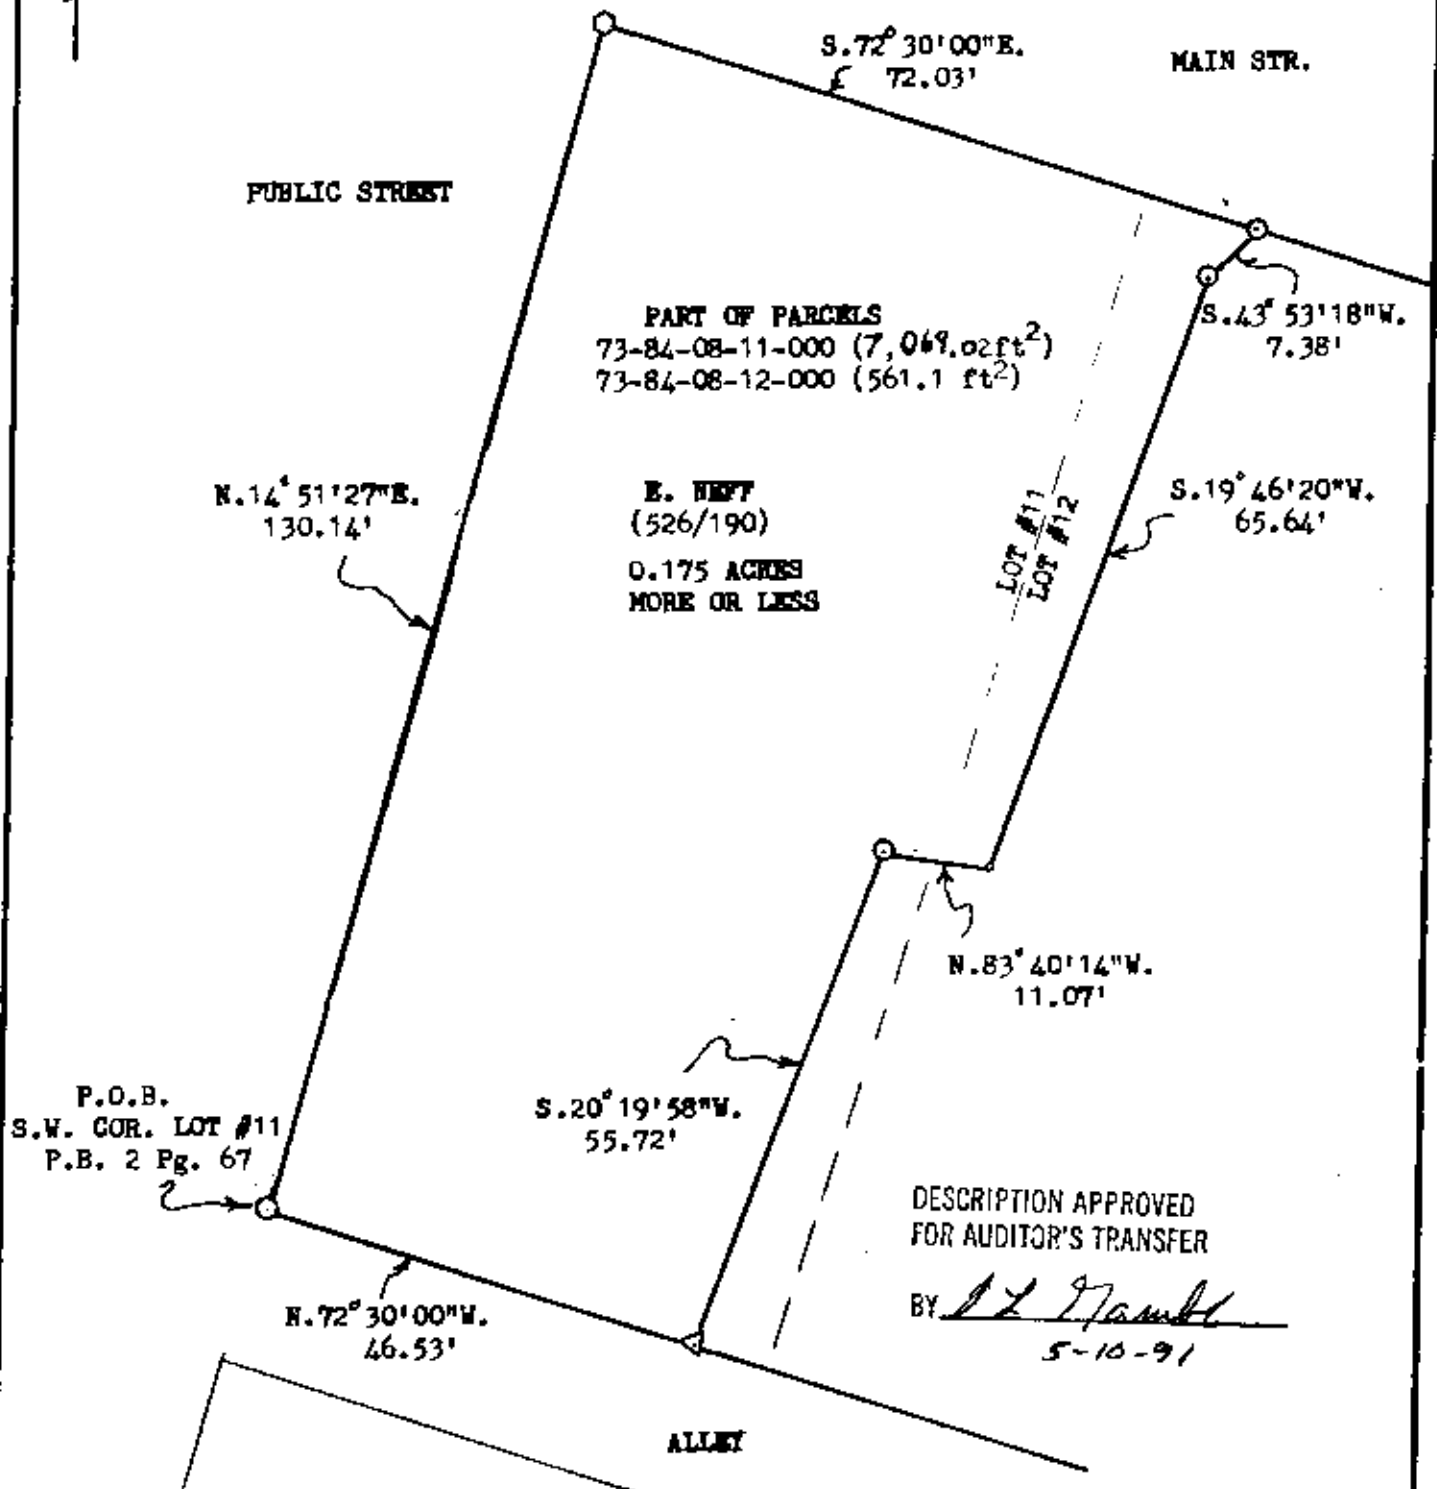 S.72°30'00"E.
72.03'
MAIN STR.
PUBLIC STREET
S.43°53'18"W.
7.38'
PART OF PARCELS
73-84-08-11-000 (7,069.02ft²)
73-84-08-12-000 (561.1 ft²)
N.14°51'27"E.
130.14'
E. NEFF
(526/190)
0.175 ACRES
MORE OR LESS
LOT #11
LOT #12
S.19°46'20"W.
65.64'
N.83°40'14"W.
11.07'
S.20°19'58"W.
55.72'
P.O.B.
S.W. COR. LOT #11
P.B. 2 Pg. 67
N.72°30'00"W.
46.53'
DESCRIPTION APPROVED
FOR AUDITOR'S TRANSFER
BY
5-10-91
ALLEY